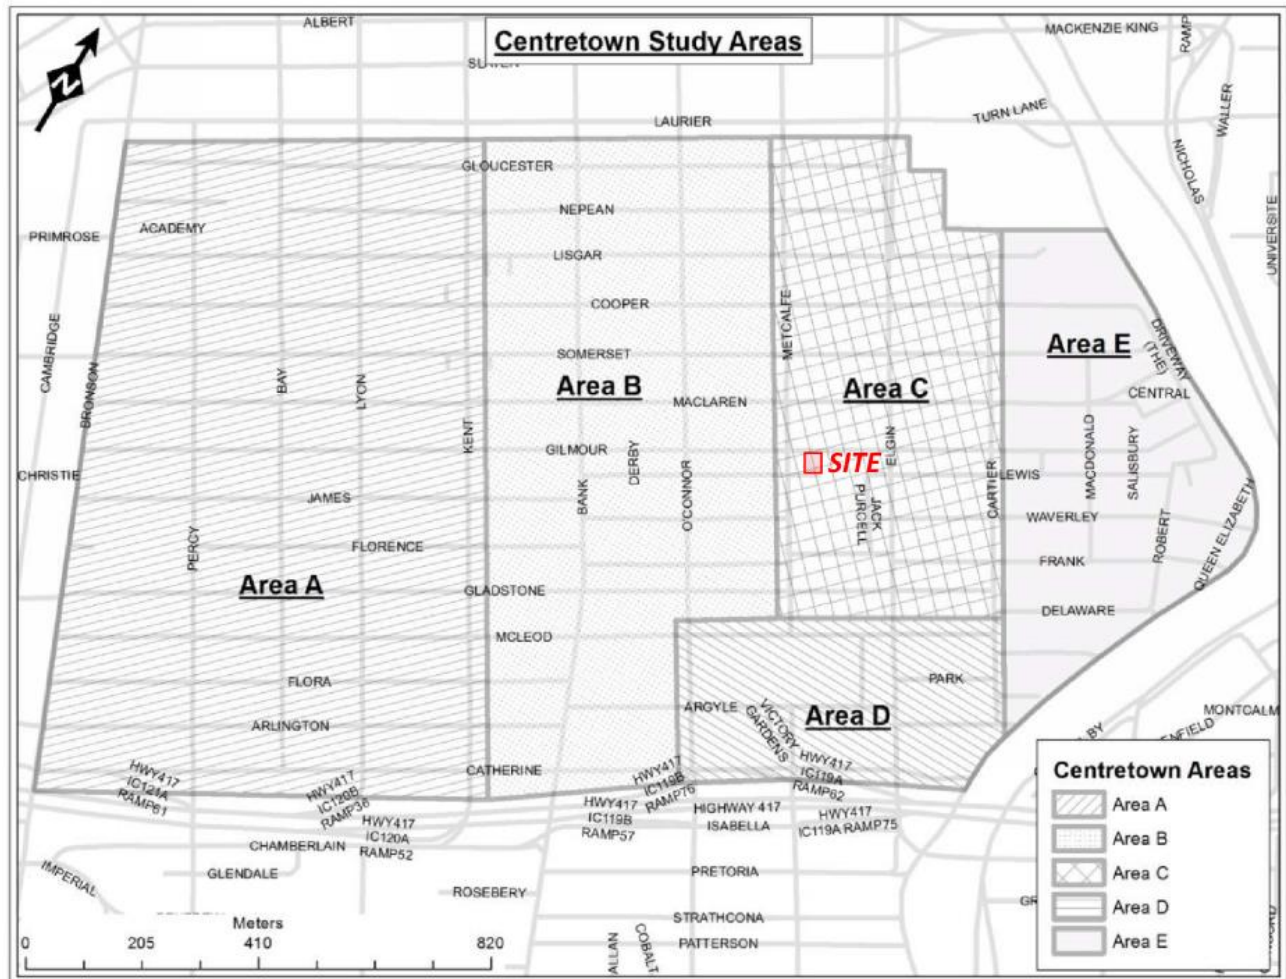 ALBERT
MACKENZIE KING
RAMP
Centretown Study Areas
SLATER
N
WALLER
TURN LANE
LAURIER
NICHOLAS
GLOUCESTER
NEPEAN
ACADEMY
PRIMROSE
UNIVERSITE
LISGAR
COOPER
METCALFE
CAMBRIDGE
DRIVEWAY
(THE)
SOMERSET
Area E
BRONSON
BAY
LYON
Area B
Area C
CENTRAL
MACLAREN
KENT
GILMOUR
DERBY
ELGIN
MACDONALD
SALISBURY
SITE
CHRISTIE
CARTIER
LEWIS
JAMES
BANK
O'CONNOR
JACK
PURCELL
WAVERLEY
ROBERT
QUEEN ELIZABETH
PERCY
FLORENCE
FRANK
Area A
GLADSTONE
DELAWARE
MCLEOD
FLORA
PARK
ARGYLE
VICTORY
GARDENS
Area D
MONTCALM
ARLINGTON
CATHERINE
HWY417
IC121A
RAMP61
HWY417
IC120B
RAMP38
HWY417
IC119B
RAMP76
HWY417
IC119A
RAMP62
HWY417
IC120A
RAMP52
HWY417
IC119B
RAMP57
HIGHWAY 417
ISABELLA
HWY417
IC119A RAMP75
CHAMBERLAIN
IMPERIAL
GLENDALE
PRETORIA
ROSEBERY
STRATHCONA
PATTERSON
ALLAN
COBALT
Meters
0 205 410 820
Centretown Areas
Area A
Area B
Area C
Area D
Area E